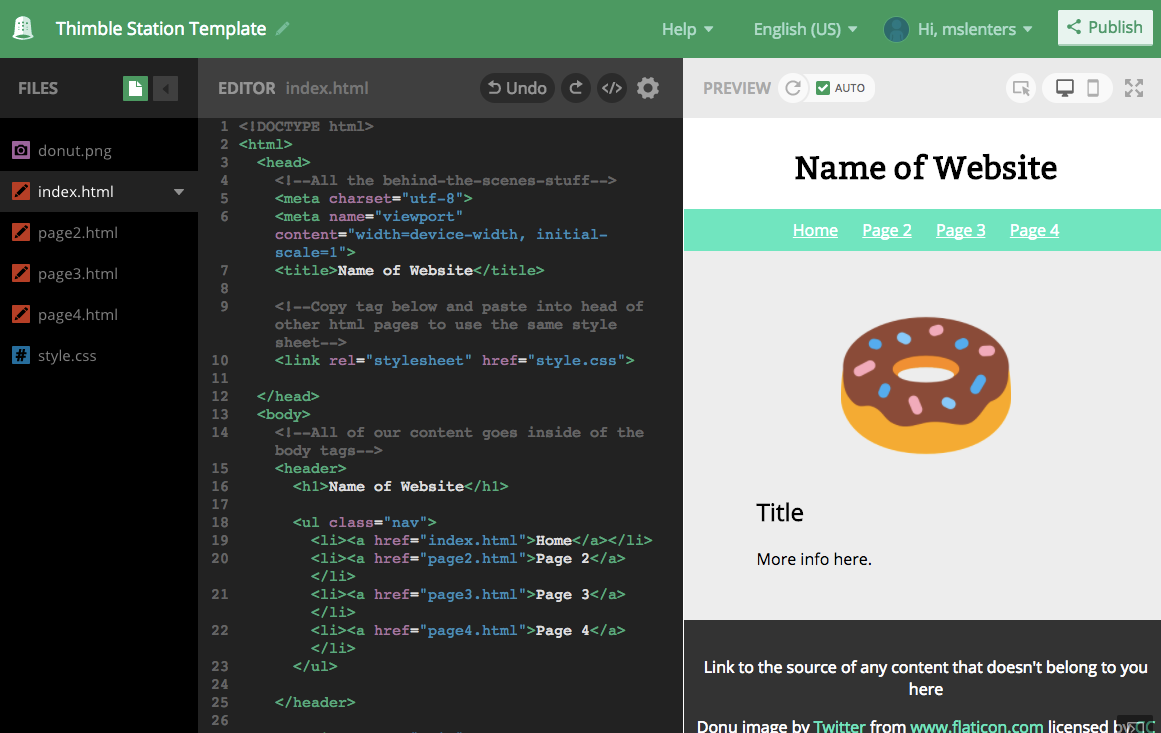 Thimble Station Template
Help
English (US)
Hi, mslenters
Publish
FILES
EDITOR index.html
Undo
</>
PREVIEW
AUTO
donut.png
index.html
page2.html
page3.html
page4.html
# style.css
1 <!DOCTYPE html>
2 <html>
3 <head>
4 <!--All the behind-the-scenes-stuff-->
5 <meta charset="utf-8">
6 <meta name="viewport"
content="width=device-width, initial-
scale=1">
7 <title>Name of Website</title>
8
9 <!--Copy tag below and paste into head of
other html pages to use the same style
sheet-->
10 <link rel="stylesheet" href="style.css">
11
12 </head>
13 <body>
14 <!--All of our content goes inside of the
body tags-->
15 <header>
16 <h1>Name of Website</h1>
17
18 <ul class="nav">
19 <li><a href="index.html">Home</a></li>
20 <li><a href="page2.html">Page 2</a>
</li>
21 <li><a href="page3.html">Page 3</a>
</li>
22 <li><a href="page4.html">Page 4</a>
</li>
23 </ul>
24
25 </header>
26
Name of Website
Home Page 2 Page 3 Page 4
Title
More info here.
Link to the source of any content that doesn't belong to you
here
Donu image by Twitter from www.flaticon.com licensed by CC